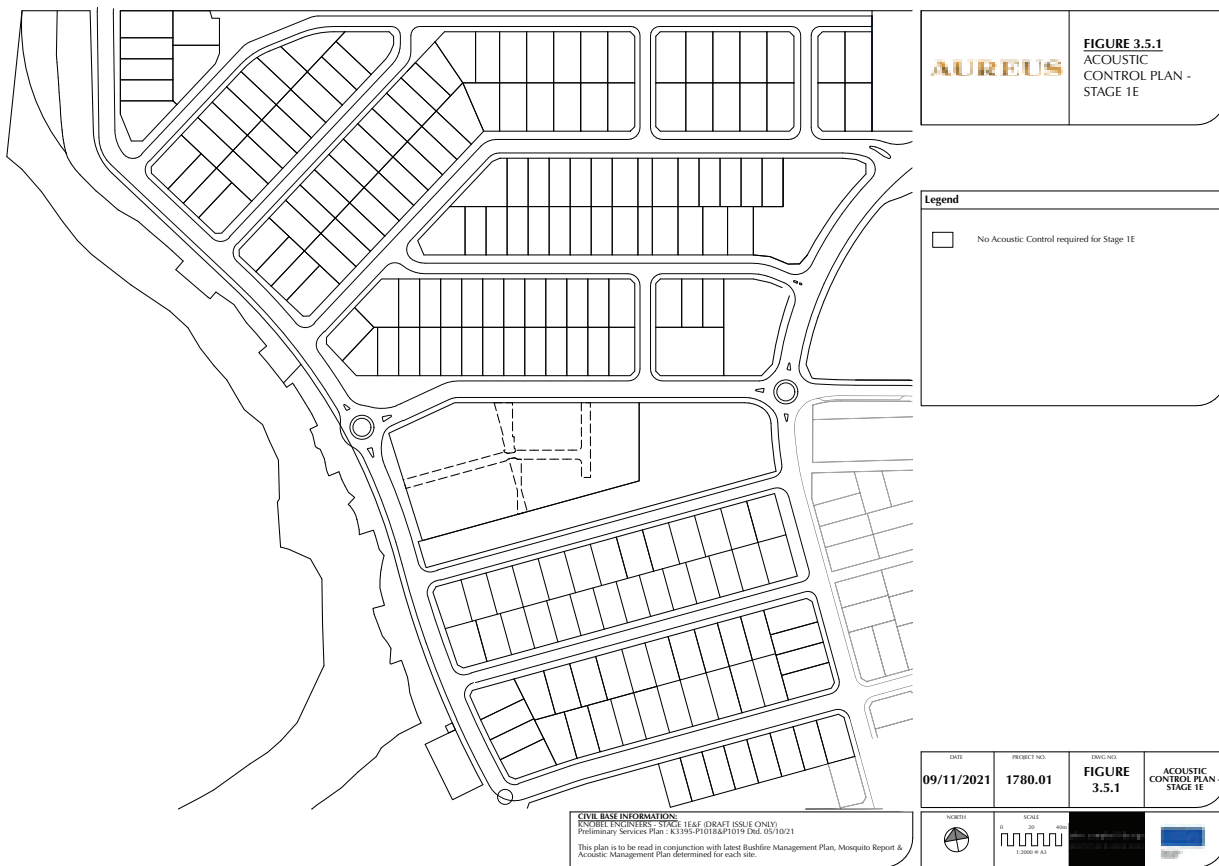 AUREUS
FIGURE 3.5.1
ACOUSTIC
CONTROL PLAN -
STAGE 1E
Legend
No Acoustic Control required for Stage 1E
DATE
09/11/2021
PROJECT NO.
1780.01
DWG NO.
FIGURE
3.5.1
ACOUSTIC
CONTROL PLAN -
STAGE 1E
NORTH
SCALE
0 20 40m
1:2000 @ A3
CIVIL BASE INFORMATION:
KNOBEL ENGINEERS - STAGE 1E&F (DRAFT ISSUE ONLY)
Preliminary Services Plan : K3395-P1018&P1019 Dtd. 05/10/21
This plan is to be read in conjunction with latest Bushfire Management Plan, Mosquito Report &
Acoustic Management Plan determined for each site.